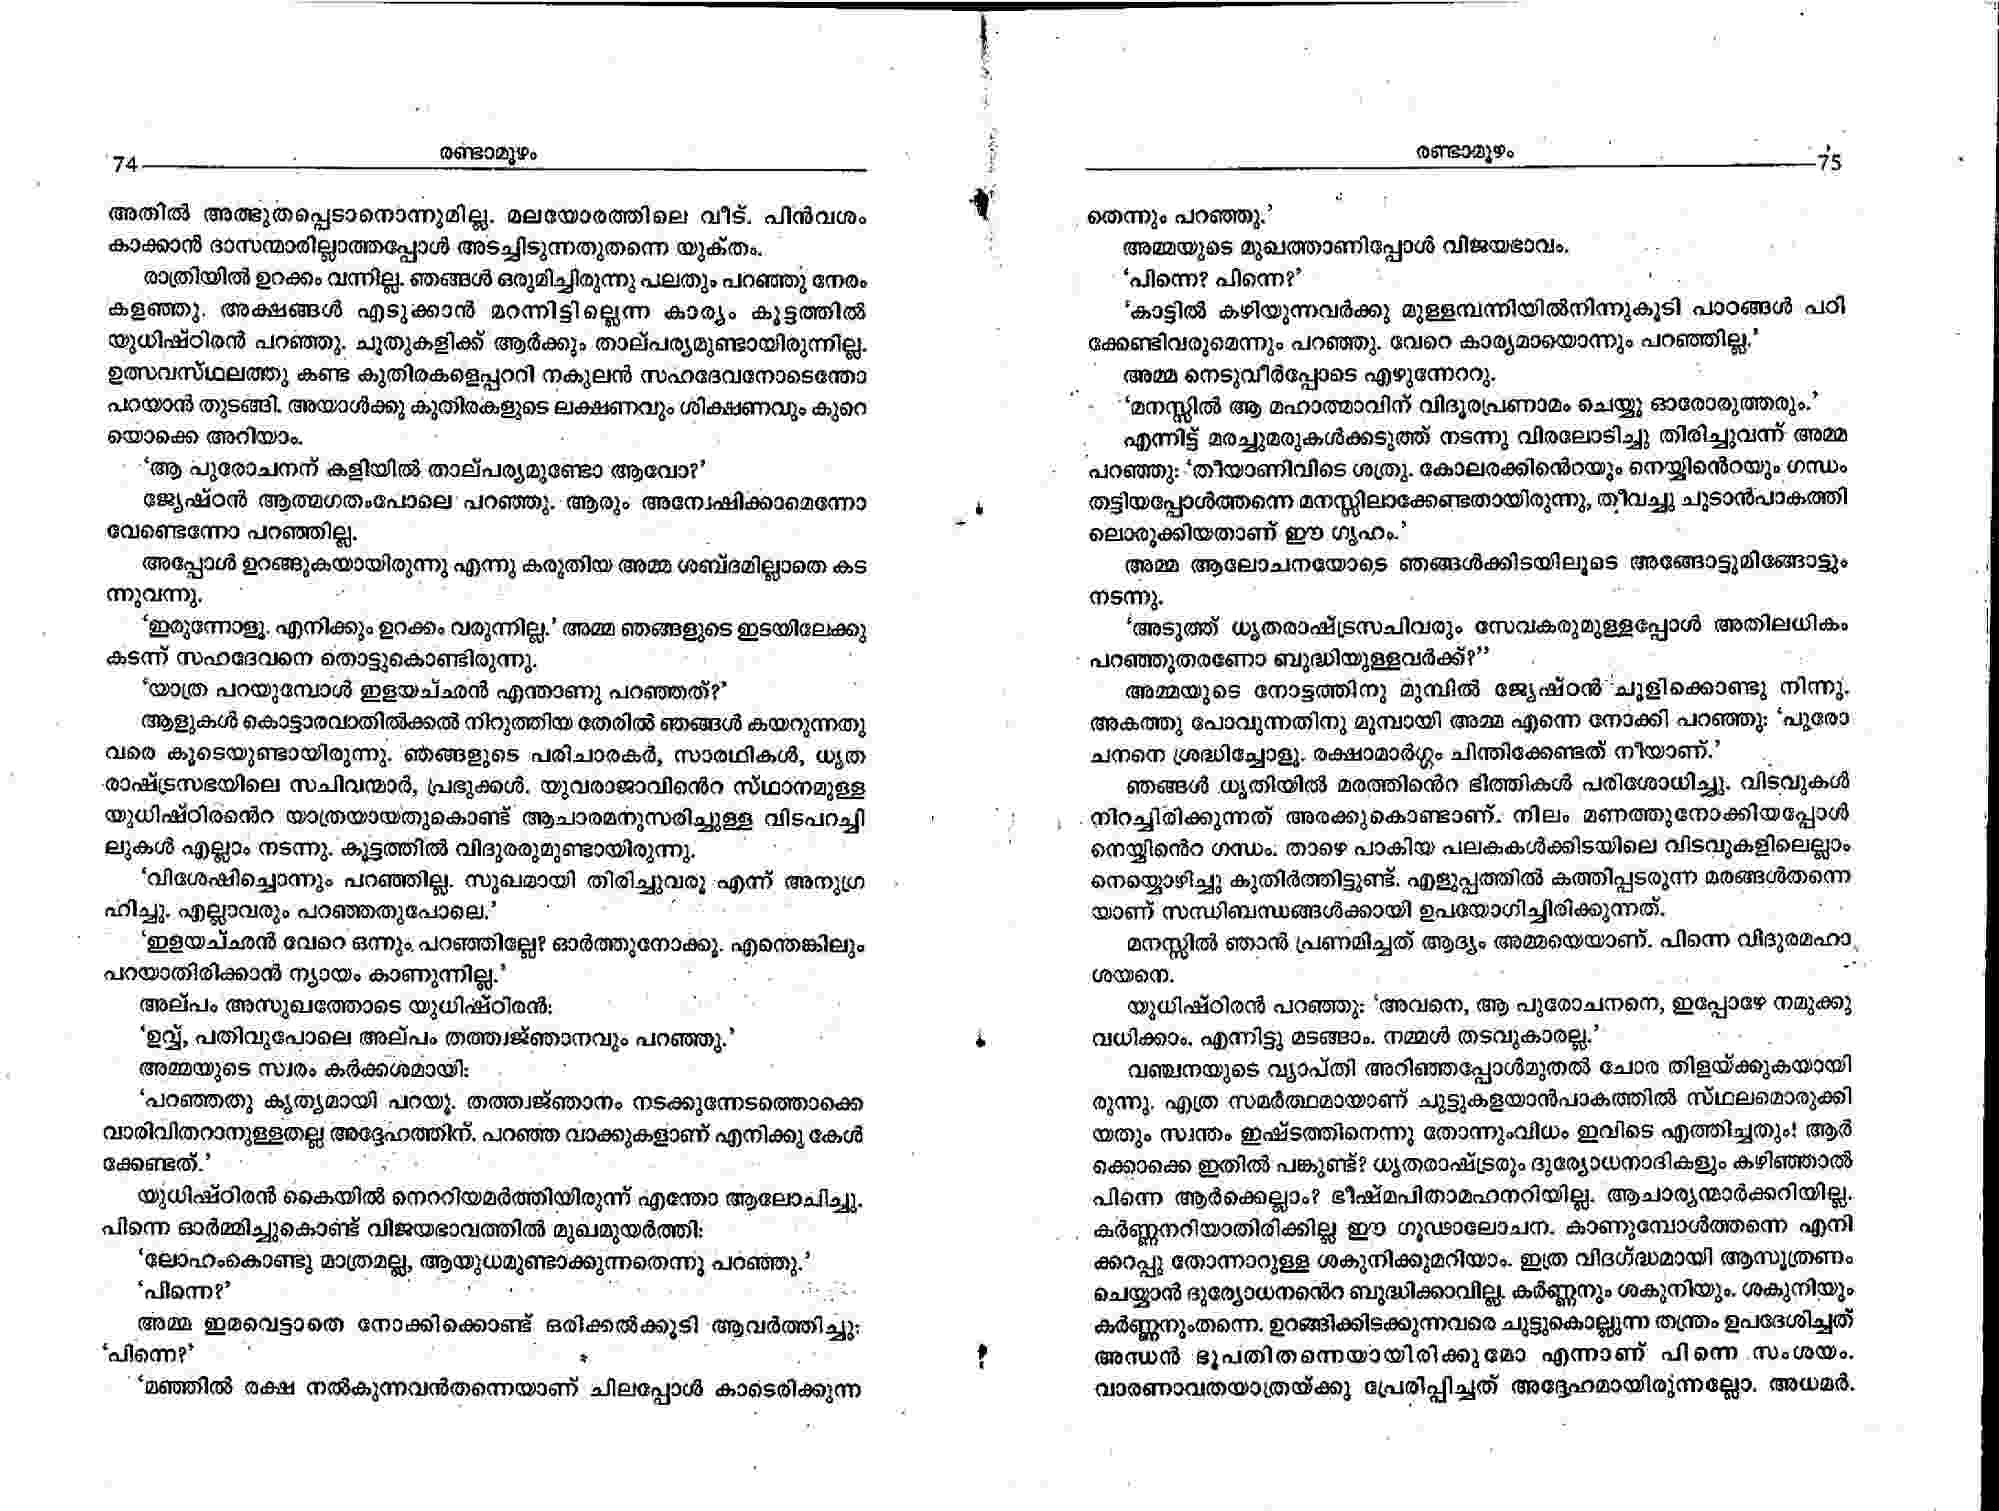 74
രണ്ടാമൂഴം
അതിൽ അത്ഭുതപ്പെടാനൊന്നുമില്ല. മലയോരത്തിലെ വീട്. പിൻവശം
കാക്കാൻ ദാസന്മാരില്ലാത്തപ്പോൾ അടച്ചിടുന്നതുതന്നെ യുക്തം.
രാത്രിയിൽ ഉറക്കം വന്നില്ല. ഞങ്ങൾ ഒരുമിച്ചിരുന്നു പലതും പറഞ്ഞു നേരം
കളഞ്ഞു. അക്ഷങ്ങൾ എടുക്കാൻ മറന്നിട്ടില്ലെന്ന കാര്യം കൂട്ടത്തിൽ
യുധിഷ്ഠിരൻ പറഞ്ഞു. ചൂതുകളിക്ക് ആർക്കും താല്പര്യമുണ്ടായിരുന്നില്ല.
ഉത്സവസ്ഥലത്തു കണ്ട കുതിരകളെപ്പററി നകുലൻ സഹദേവനോടെന്തോ
പറയാൻ തുടങ്ങി. അയാൾക്കു കുതിരകളുടെ ലക്ഷണവും ശിക്ഷണവും കുറെ
യൊക്കെ അറിയാം.
'ആ പുരോചനന് കളിയിൽ താല്പര്യമുണ്ടോ ആവോ?'
ജ്യേഷ്ഠൻ ആത്മഗതംപോലെ പറഞ്ഞു. ആരും അന്വേഷിക്കാമെന്നോ
വേണ്ടെന്നോ പറഞ്ഞില്ല.
അപ്പോൾ ഉറങ്ങുകയായിരുന്നു എന്നു കരുതിയ അമ്മ ശബ്ദമില്ലാതെ കട
ന്നുവന്നു.
'ഇരുന്നോളൂ. എനിക്കും ഉറക്കം വരുന്നില്ല.' അമ്മ ഞങ്ങളുടെ ഇടയിലേക്കു
കടന്ന് സഹദേവനെ തൊട്ടുകൊണ്ടിരുന്നു.
'യാത്ര പറയുമ്പോൾ ഇളയച്ഛൻ എന്താണു പറഞ്ഞത്?'
ആളുകൾ കൊട്ടാരവാതിൽക്കൽ നിറുത്തിയ തേരിൽ ഞങ്ങൾ കയറുന്നതു
വരെ കൂടെയുണ്ടായിരുന്നു. ഞങ്ങളുടെ പരിചാരകർ, സാരഥികൾ, ധൃത
രാഷ്ട്രസഭയിലെ സചിവന്മാർ, പ്രഭുക്കൾ. യുവരാജാവിൻെറ സ്ഥാനമുള്ള
യുധിഷ്ഠിരൻെറ യാത്രയായതുകൊണ്ട് ആചാരമനുസരിച്ചുള്ള വിടപറച്ചി
ലുകൾ എല്ലാം നടന്നു. കൂട്ടത്തിൽ വിദുരരുമുണ്ടായിരുന്നു.
'വിശേഷിച്ചൊന്നും പറഞ്ഞില്ല. സുഖമായി തിരിച്ചുവരൂ എന്ന് അനുഗ്ര
ഹിച്ചു. എല്ലാവരും പറഞ്ഞതുപോലെ.'
'ഇളയച്ഛൻ വേറെ ഒന്നും പറഞ്ഞില്ലേ? ഓർത്തുനോക്കൂ. എന്തെങ്കിലും
പറയാതിരിക്കാൻ ന്യായം കാണുന്നില്ല.'
അല്പം അസുഖത്തോടെ യുധിഷ്ഠിരൻ:
'ഉവ്വ്, പതിവുപോലെ അല്പം തത്ത്വജ്ഞാനവും പറഞ്ഞു.'
അമ്മയുടെ സ്വരം കർക്കശമായി:
'പറഞ്ഞതു കൃത്യമായി പറയൂ. തത്ത്വജ്ഞാനം നടക്കുന്നേടത്തൊക്കെ
വാരിവിതറാനുള്ളതല്ല അദ്ദേഹത്തിന്. പറഞ്ഞ വാക്കുകളാണ് എനിക്കു കേൾ
ക്കേണ്ടത്.'
യുധിഷ്ഠിരൻ കൈയിൽ നെററിയമർത്തിയിരുന്ന് എന്തോ ആലോചിച്ചു.
പിന്നെ ഓർമ്മിച്ചുകൊണ്ട് വിജയഭാവത്തിൽ മുഖമുയർത്തി:
'ലോഹംകൊണ്ടു മാത്രമല്ല, ആയുധമുണ്ടാക്കുന്നതെന്നു പറഞ്ഞു.'
'പിന്നെ?'
അമ്മ ഇമവെട്ടാതെ നോക്കിക്കൊണ്ട് ഒരിക്കൽക്കൂടി ആവർത്തിച്ചു:
'പിന്നെ?'
'മഞ്ഞിൽ രക്ഷ നൽകുന്നവൻതന്നെയാണ് ചിലപ്പോൾ കാടെരിക്കുന്ന
രണ്ടാമൂഴം
75
തെന്നും പറഞ്ഞു.'
അമ്മയുടെ മുഖത്താണിപ്പോൾ വിജയഭാവം.
'പിന്നെ? പിന്നെ?'
'കാട്ടിൽ കഴിയുന്നവർക്കു മുള്ളമ്പന്നിയിൽനിന്നുകൂടി പാഠങ്ങൾ പഠി
ക്കേണ്ടിവരുമെന്നും പറഞ്ഞു. വേറെ കാര്യമായൊന്നും പറഞ്ഞില്ല.'
അമ്മ നെടുവീർപ്പോടെ എഴുന്നേററു.
'മനസ്സിൽ ആ മഹാത്മാവിന് വിദൂരപ്രണാമം ചെയ്യൂ ഓരോരുത്തരും.'
എന്നിട്ട് മരച്ചുമരുകൾക്കടുത്ത് നടന്നു വിരലോടിച്ചു തിരിച്ചുവന്ന് അമ്മ
പറഞ്ഞു: 'തീയാണിവിടെ ശത്രു. കോലരക്കിൻെറയും നെയ്യിൻെറയും ഗന്ധം
തട്ടിയപ്പോൾത്തന്നെ മനസ്സിലാക്കേണ്ടതായിരുന്നു, തീവച്ചു ചുടാൻപാകത്തി
ലൊരുക്കിയതാണ് ഈ ഗൃഹം.'
അമ്മ ആലോചനയോടെ ഞങ്ങൾക്കിടയിലൂടെ അങ്ങോട്ടുമിങ്ങോട്ടും
നടന്നു.
'അടുത്ത് ധൃതരാഷ്ട്രസചിവരും സേവകരുമുള്ളപ്പോൾ അതിലധികം
പറഞ്ഞുതരണോ ബുദ്ധിയുള്ളവർക്ക്?''
അമ്മയുടെ നോട്ടത്തിനു മുമ്പിൽ ജ്യേഷ്ഠൻ ചൂളിക്കൊണ്ടു നിന്നു.
അകത്തു പോവുന്നതിനു മുമ്പായി അമ്മ എന്നെ നോക്കി പറഞ്ഞു: 'പുരോ
ചനനെ ശ്രദ്ധിച്ചോളൂ. രക്ഷാമാർഗ്ഗം ചിന്തിക്കേണ്ടത് നീയാണ്.'
ഞങ്ങൾ ധൃതിയിൽ മരത്തിൻെറ ഭിത്തികൾ പരിശോധിച്ചു. വിടവുകൾ
നിറച്ചിരിക്കുന്നത് അരക്കുകൊണ്ടാണ്. നിലം മണത്തുനോക്കിയപ്പോൾ
നെയ്യിൻെറ ഗന്ധം. താഴെ പാകിയ പലകകൾക്കിടയിലെ വിടവുകളിലെല്ലാം
നെയ്യൊഴിച്ചു കുതിർത്തിട്ടുണ്ട്. എളുപ്പത്തിൽ കത്തിപ്പടരുന്ന മരങ്ങൾതന്നെ
യാണ് സന്ധിബന്ധങ്ങൾക്കായി ഉപയോഗിച്ചിരിക്കുന്നത്.
മനസ്സിൽ ഞാൻ പ്രണമിച്ചത് ആദ്യം അമ്മയെയാണ്. പിന്നെ വിദുരമഹാ
ശയനെ.
യുധിഷ്ഠിരൻ പറഞ്ഞു: 'അവനെ, ആ പുരോചനനെ, ഇപ്പോഴേ നമുക്കു
വധിക്കാം. എന്നിട്ടു മടങ്ങാം. നമ്മൾ തടവുകാരല്ല.'
വഞ്ചനയുടെ വ്യാപ്തി അറിഞ്ഞപ്പോൾമുതൽ ചോര തിളയ്ക്കുകയായി
രുന്നു. എത്ര സമർത്ഥമായാണ് ചുട്ടുകളയാൻപാകത്തിൽ സ്ഥലമൊരുക്കി
യതും സ്വന്തം ഇഷ്ടത്തിനെന്നു തോന്നുംവിധം ഇവിടെ എത്തിച്ചതും! ആർ
ക്കൊക്കെ ഇതിൽ പങ്കുണ്ട്? ധൃതരാഷ്ട്രരും ദുര്യോധനാദികളും കഴിഞ്ഞാൽ
പിന്നെ ആർക്കെല്ലാം? ഭീഷ്മപിതാമഹനറിയില്ല. ആചാര്യന്മാർക്കറിയില്ല.
കർണ്ണനറിയാതിരിക്കില്ല ഈ ഗൂഢാലോചന. കാണുമ്പോൾത്തന്നെ എനി
ക്കറപ്പു തോന്നാറുള്ള ശകുനിക്കുമറിയാം. ഇത്ര വിദഗ്ദ്ധമായി ആസൂത്രണം
ചെയ്യാൻ ദുര്യോധനൻെറ ബുദ്ധിക്കാവില്ല. കർണ്ണനും ശകുനിയും. ശകുനിയും
കർണ്ണനുംതന്നെ. ഉറങ്ങിക്കിടക്കുന്നവരെ ചുട്ടുകൊല്ലുന്ന തന്ത്രം ഉപദേശിച്ചത്
അന്ധൻ ഭൂപതിതന്നെയായിരിക്കുമോ എന്നാണ് പിന്നെ സംശയം.
വാരണാവതയാത്രയ്ക്കു പ്രേരിപ്പിച്ചത് അദ്ദേഹമായിരുന്നല്ലോ. അധമർ.